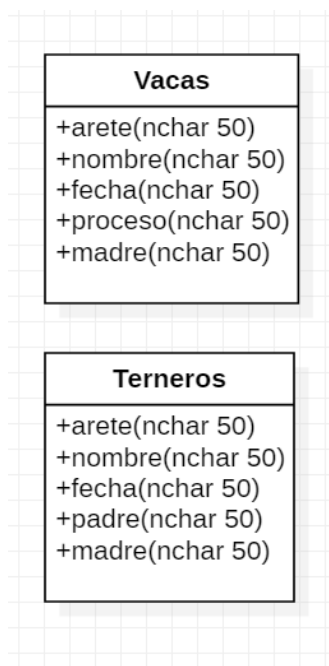 Vacas
+arete(nchar 50)
+nombre(nchar 50)
+fecha(nchar 50)
+proceso(nchar 50)
+madre(nchar 50)
Terneros
+arete(nchar 50)
+nombre(nchar 50)
+fecha(nchar 50)
+padre(nchar 50)
+madre(nchar 50)